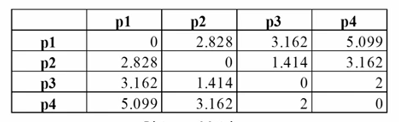 p1 p2 p3 p4
p1 0 2.828 3.162 5.099
p2 2.828 0 1.414 3.162
p3 3.162 1.414 0 2
p4 5.099 3.162 2 0